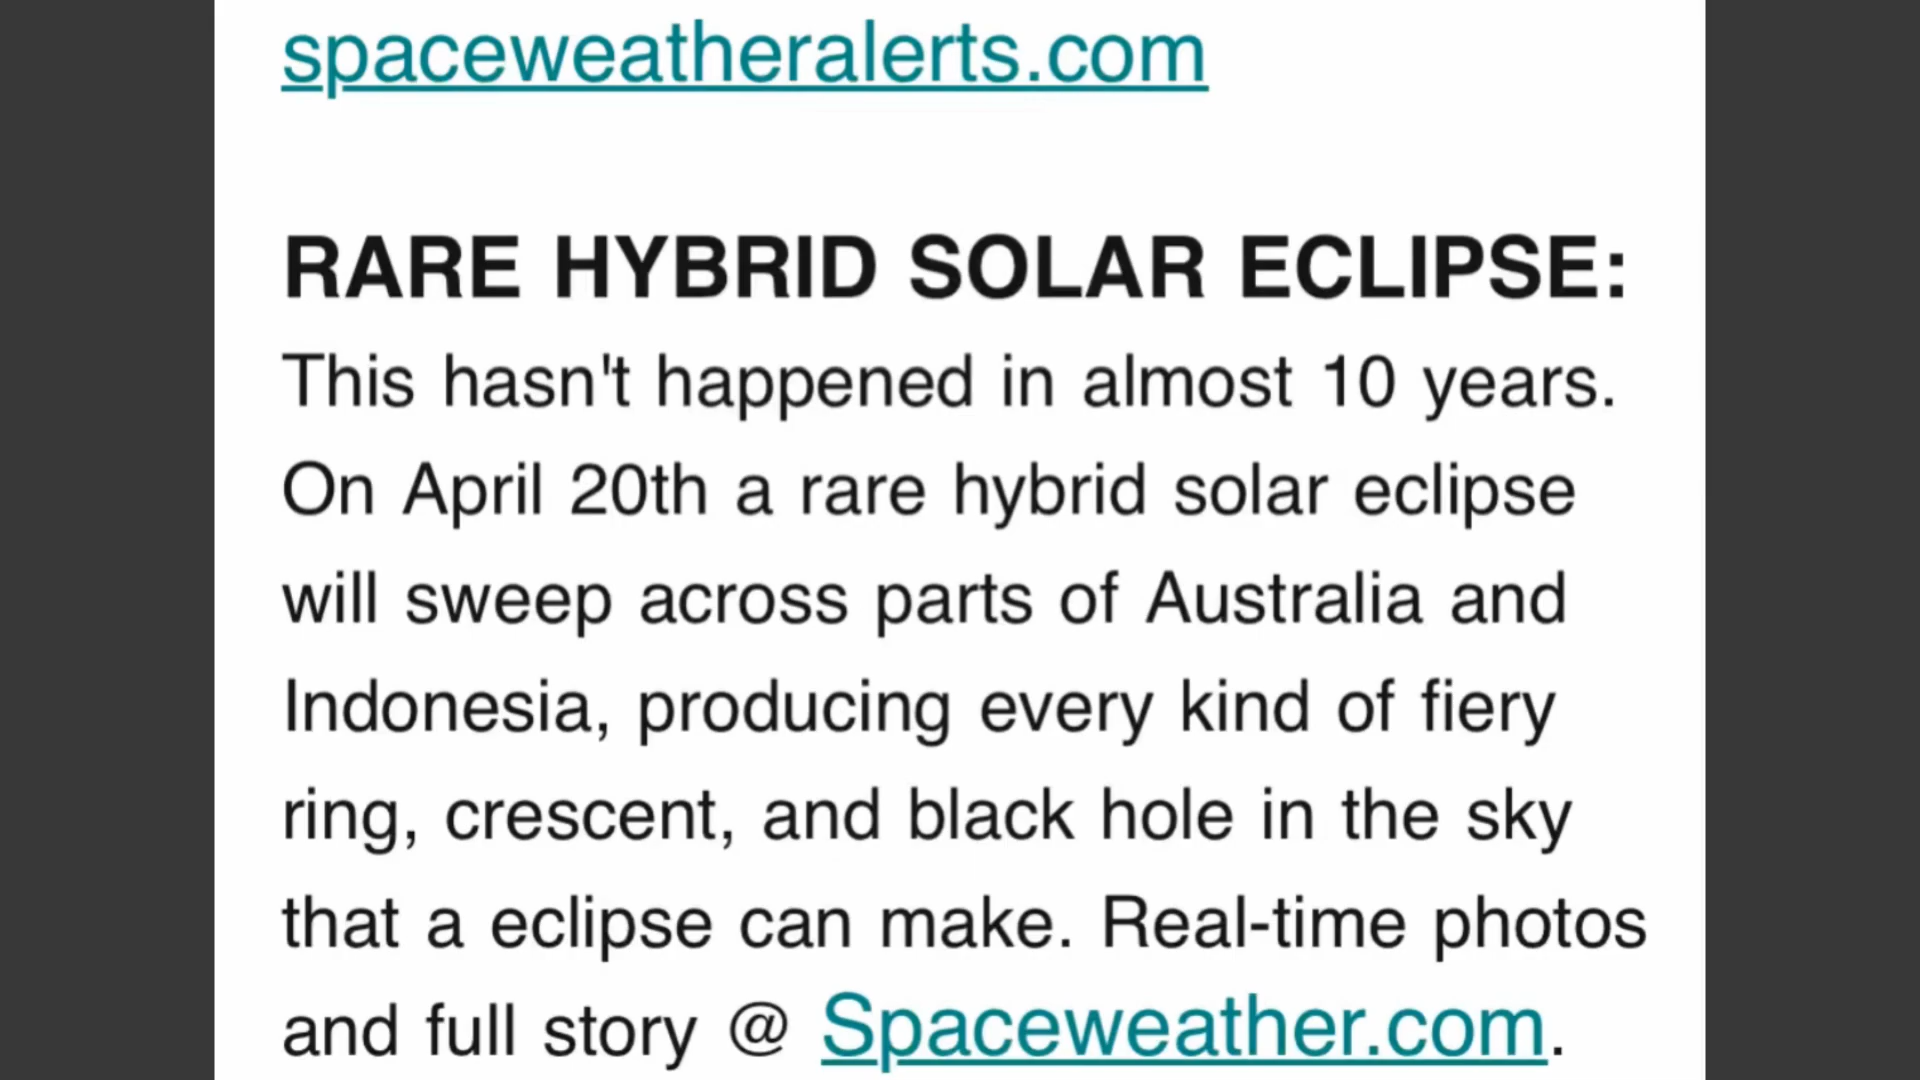 spaceweatheralerts.com
RARE HYBRID SOLAR ECLIPSE:
This hasn't happened in almost 10 years.
On April 20th a rare hybrid solar eclipse
will sweep across parts of Australia and
Indonesia, producing every kind of fiery
ring, crescent, and black hole in the sky
that a eclipse can make. Real-time photos
and full story @ Spaceweather.com.